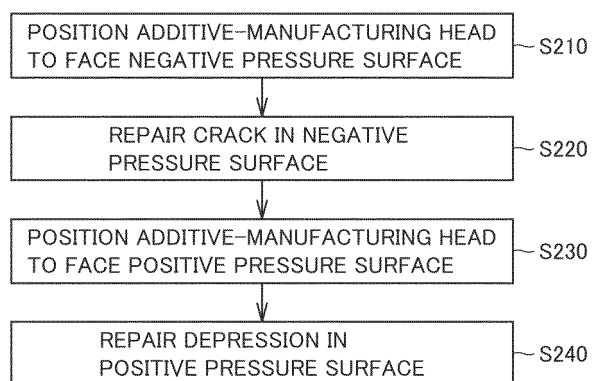 POSITION ADDITIVE-MANUFACTURING HEAD
TO FACE NEGATIVE PRESSURE SURFACE
S210
REPAIR CRACK IN NEGATIVE
PRESSURE SURFACE
S220
POSITION ADDITIVE-MANUFACTURING HEAD
TO FACE POSITIVE PRESSURE SURFACE
S230
REPAIR DEPRESSION IN
POSITIVE PRESSURE SURFACE
S240